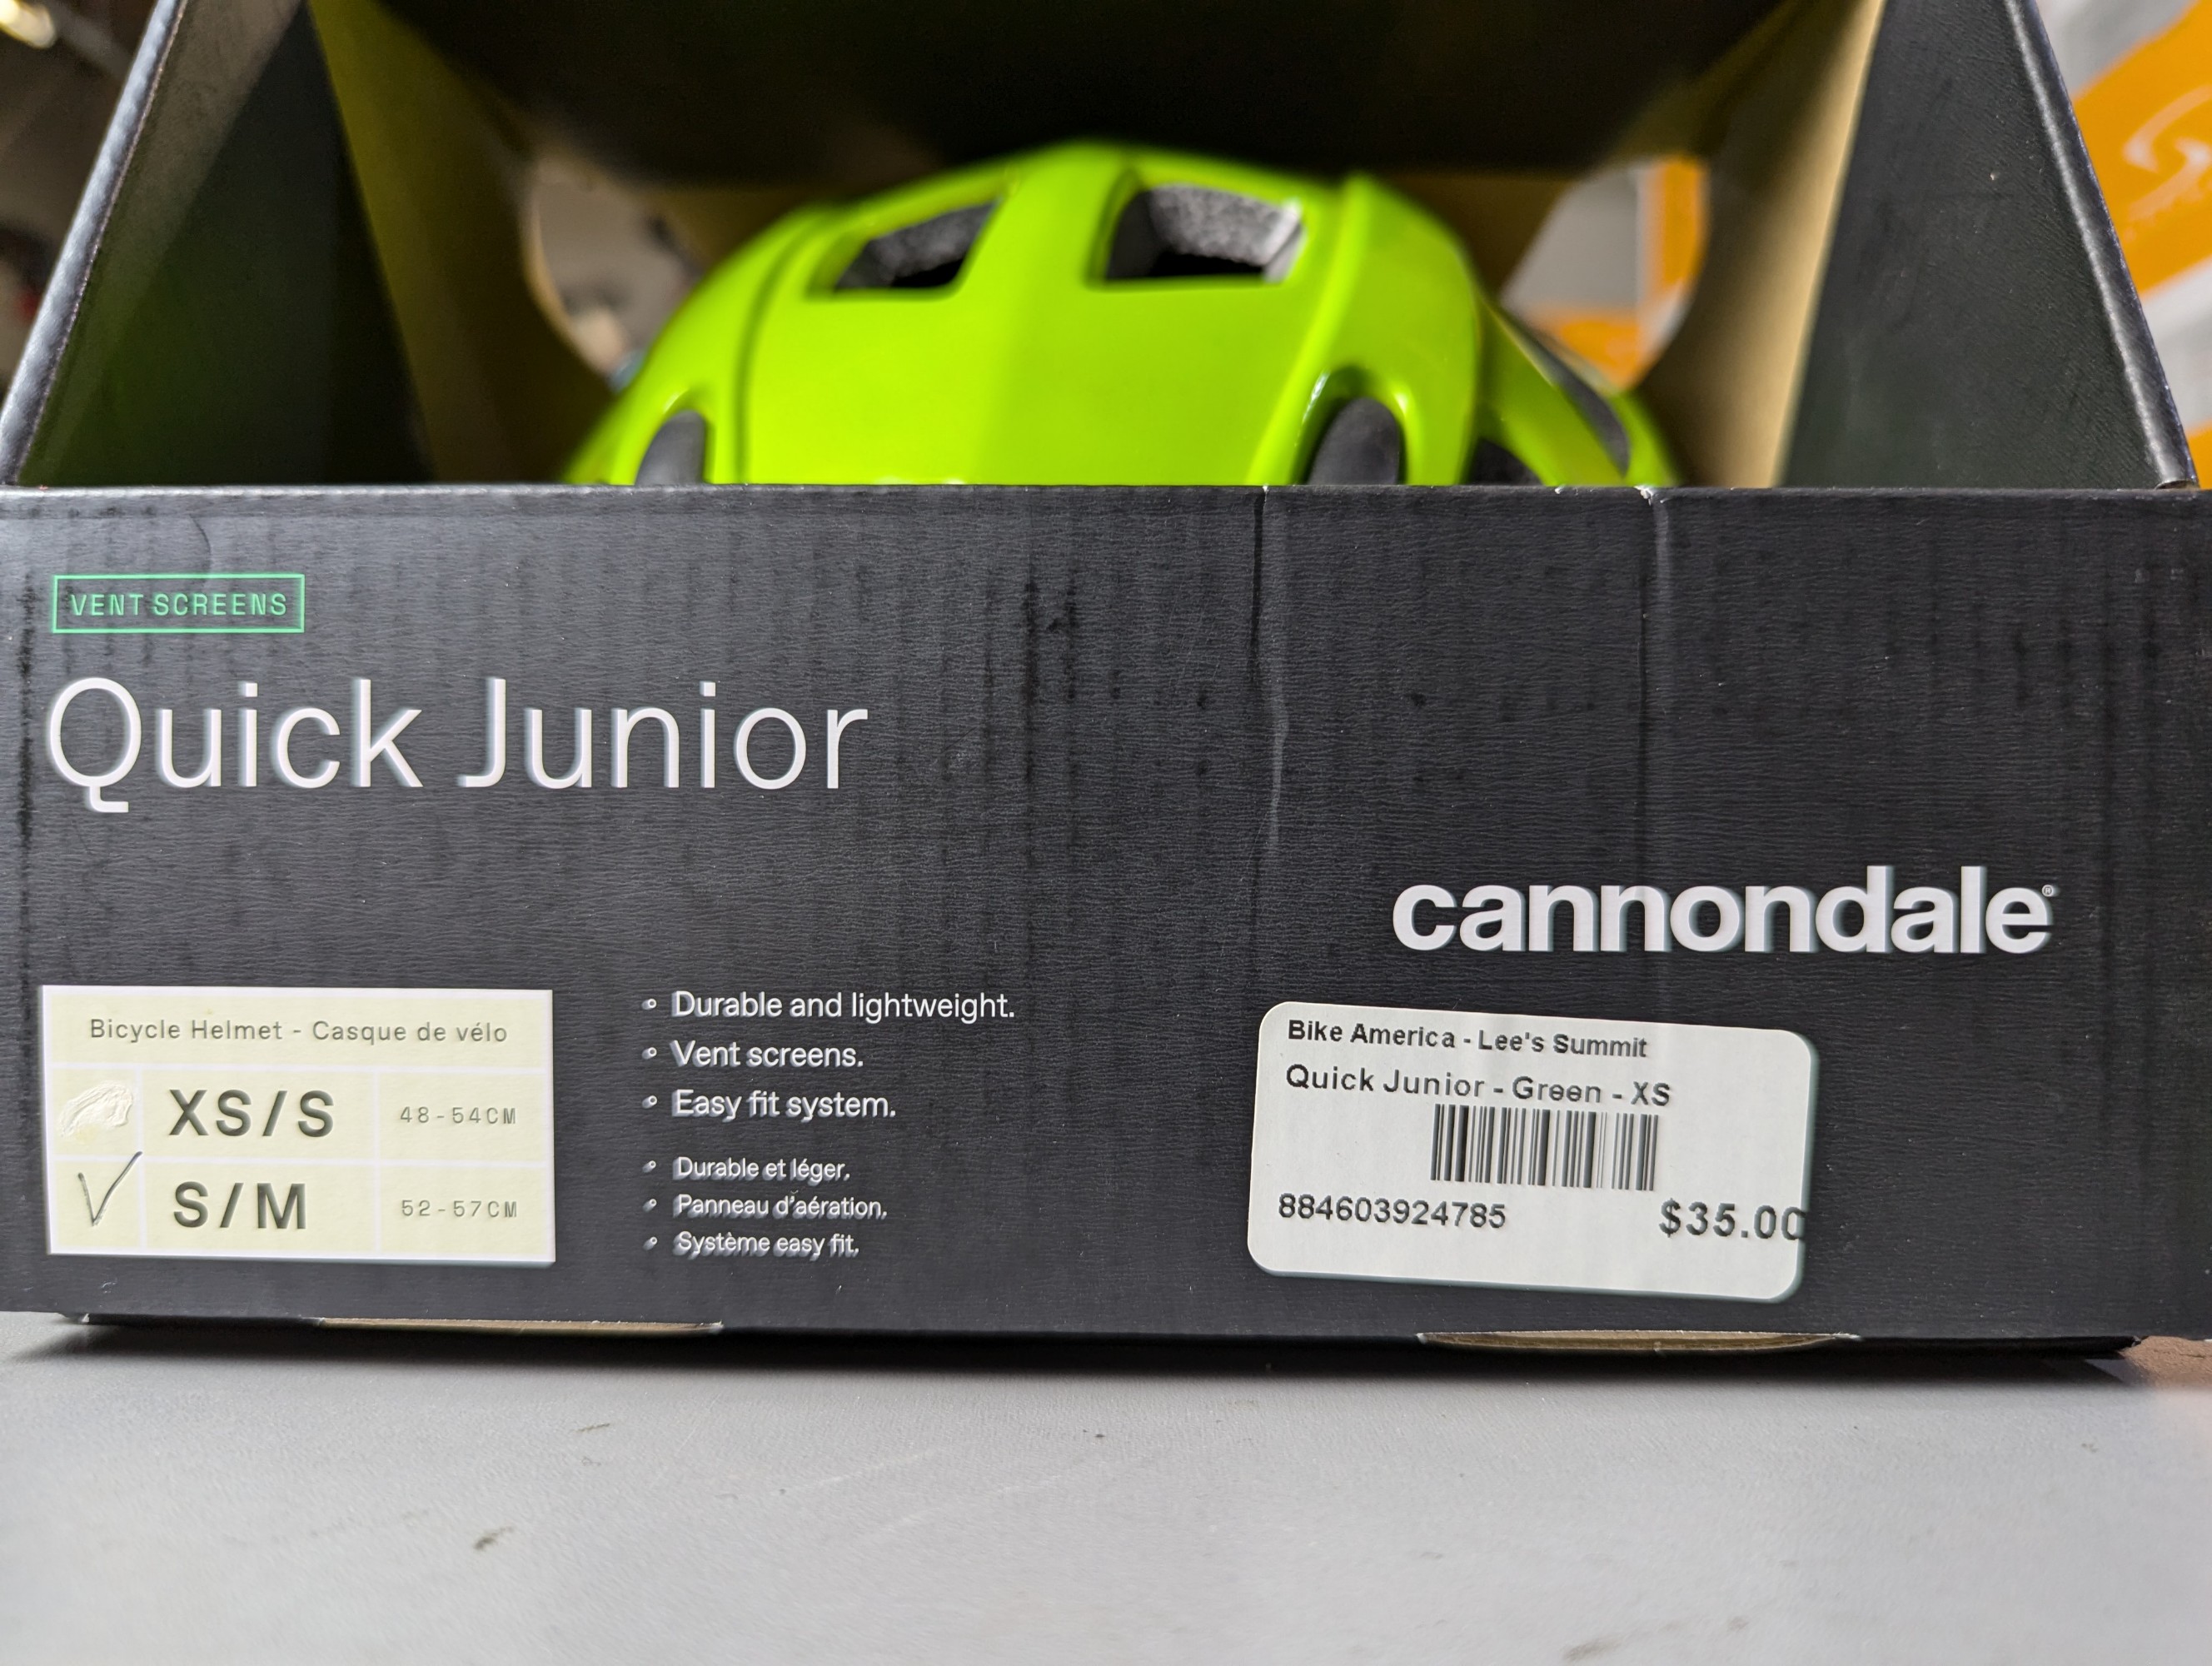 VENT SCREENS
Quick Junior
cannondale®
Bicycle Helmet - Casque de vélo
XS/S 48-54CM
S/M 52-57CM
Durable and lightweight.
Vent screens.
Easy fit system.
Durable et léger.
Panneau d'aération.
Système easy fit.
Bike America - Lee's Summit
Quick Junior - Green - XS
884603924785 $35.00